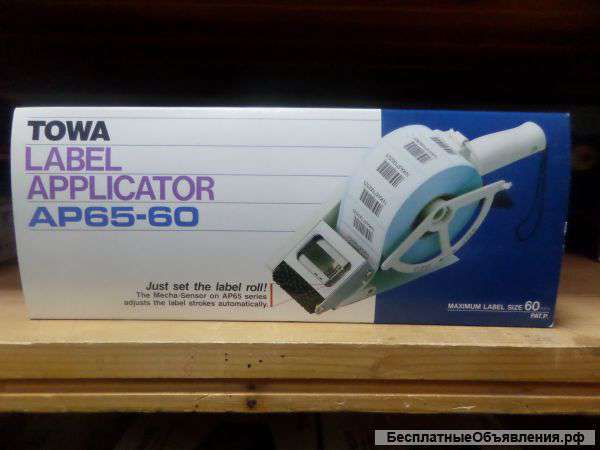 TOWA
LABEL
APPLICATOR
AP65-60
Just set the label roll!
The Mecha-Sensor on AP65 series
adjusts the label strokes automatically.
MAXIMUM LABEL SIZE 60mm
PAT.P.
БесплатныеОбъявления.рф